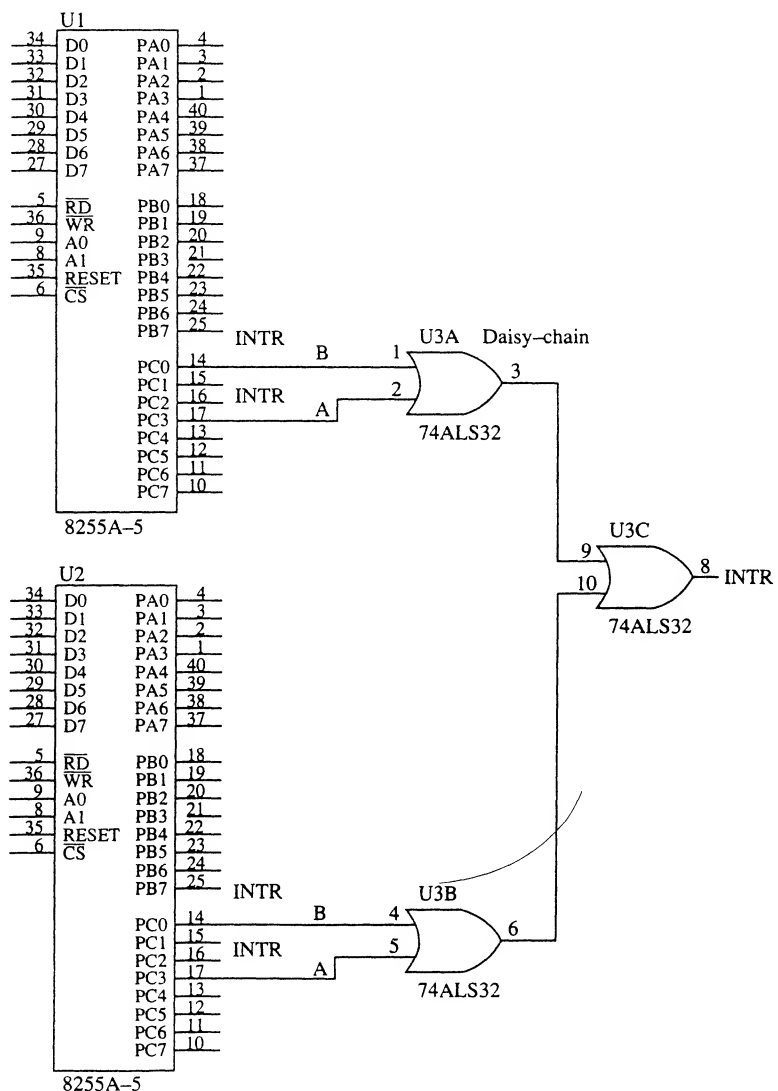 U1
34 D0 PA0 4
33 D1 PA1 3
32 D2 PA2 2
31 D3 PA3 1
30 D4 PA4 40
29 D5 PA5 39
28 D6 PA6 38
27 D7 PA7 37
5 RD PB0 18
36 WR PB1 19
9 A0 PB2 20
8 A1 PB3 21
35 RESET PB4 22
6 CS PB5 23
PB6 24
PB7 25 INTR
U3A Daisy–chain
PC0 14 B 1
PC1 15
PC2 16 INTR 2 3
PC3 17 A
PC4 13 74ALS32
PC5 12
PC6 11
PC7 10
8255A–5
U3C
9
10 8 INTR
74ALS32
U2
34 D0 PA0 4
33 D1 PA1 3
32 D2 PA2 2
31 D3 PA3 1
30 D4 PA4 40
29 D5 PA5 39
28 D6 PA6 38
27 D7 PA7 37
5 RD PB0 18
36 WR PB1 19
9 A0 PB2 20
8 A1 PB3 21
35 RESET PB4 22
6 CS PB5 23
PB6 24
PB7 25 INTR
U3B
PC0 14 B 4
PC1 15
PC2 16 INTR 5 6
PC3 17 A
PC4 13 74ALS32
PC5 12
PC6 11
PC7 10
8255A–5